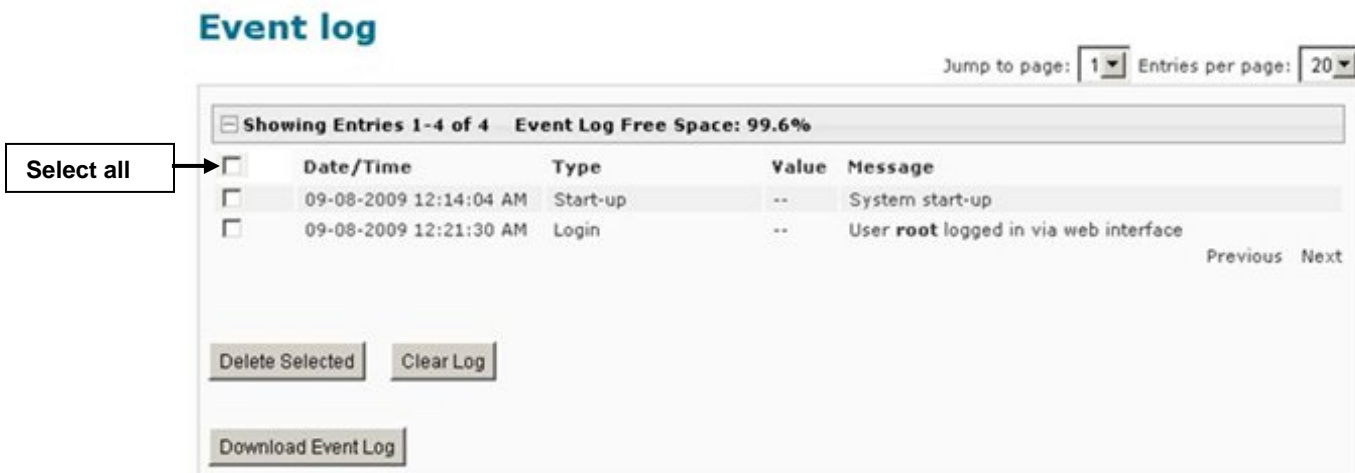 Event log
Jump to page: 1 Entries per page: 20
Showing Entries 1-4 of 4 Event Log Free Space: 99.6%
Select all
Date/Time Type Value Message
09-08-2009 12:14:04 AM Start-up -- System start-up
09-08-2009 12:21:30 AM Login -- User root logged in via web interface
Previous Next
Delete Selected Clear Log
Download Event Log